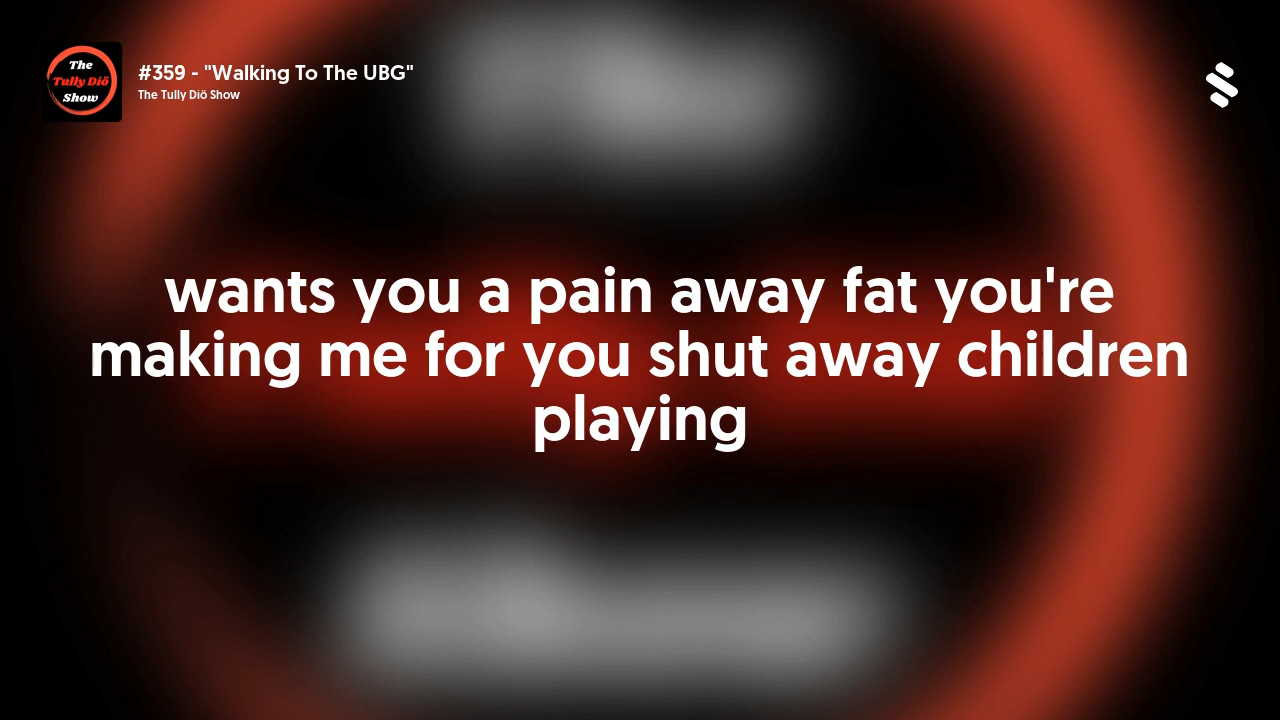 The
Tully Diö
Show
#359 - "Walking To The UBG"
The Tully Diö Show
wants you a pain away fat you're
making me for you shut away children
playing